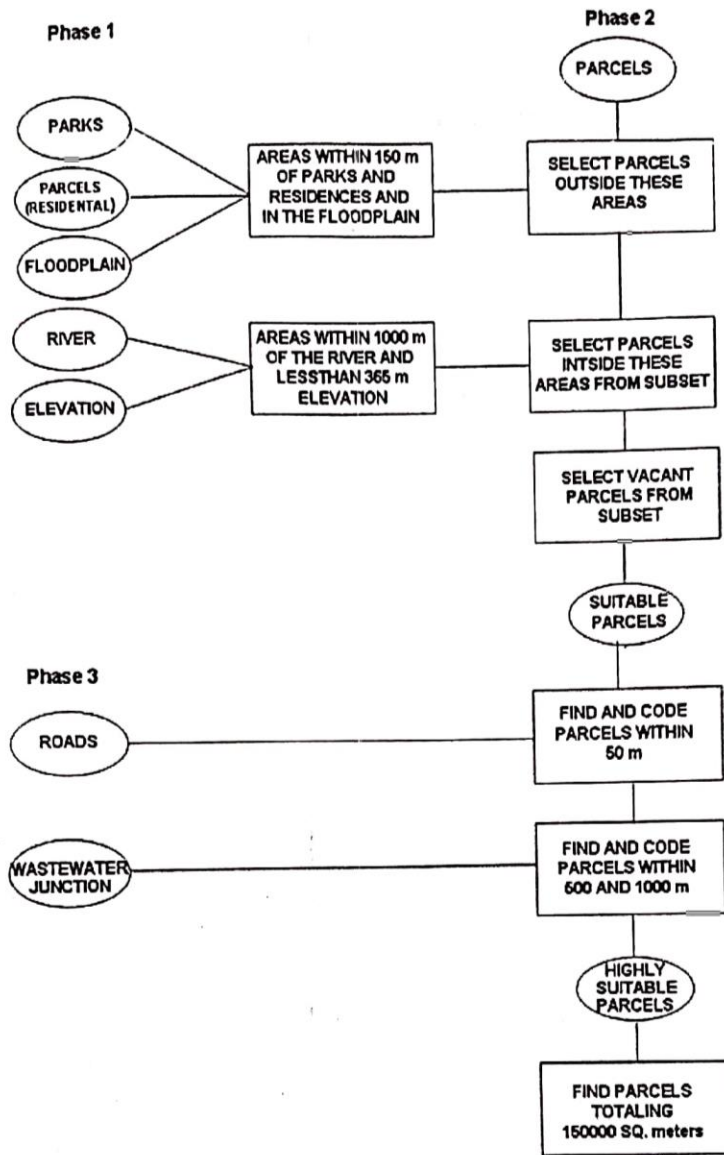 Phase 1
Phase 2
PARCELS
PARKS
PARCELS
(RESIDENTAL)
FLOODPLAIN
AREAS WITHIN 150 m
OF PARKS AND
RESIDENCES AND
IN THE FLOODPLAIN
SELECT PARCELS
OUTSIDE THESE
AREAS
RIVER
ELEVATION
AREAS WITHIN 1000 m
OF THE RIVER AND
LESSTHAN 365 m
ELEVATION
SELECT PARCELS
INTSIDE THESE
AREAS FROM SUBSET
SELECT VACANT
PARCELS FROM
SUBSET
SUITABLE
PARCELS
Phase 3
ROADS
FIND AND CODE
PARCELS WITHIN
50 m
WASTEWATER
JUNCTION
FIND AND CODE
PARCELS WITHIN
500 AND 1000 m
HIGHLY
SUITABLE
PARCELS
FIND PARCELS
TOTALING
150000 SQ. meters